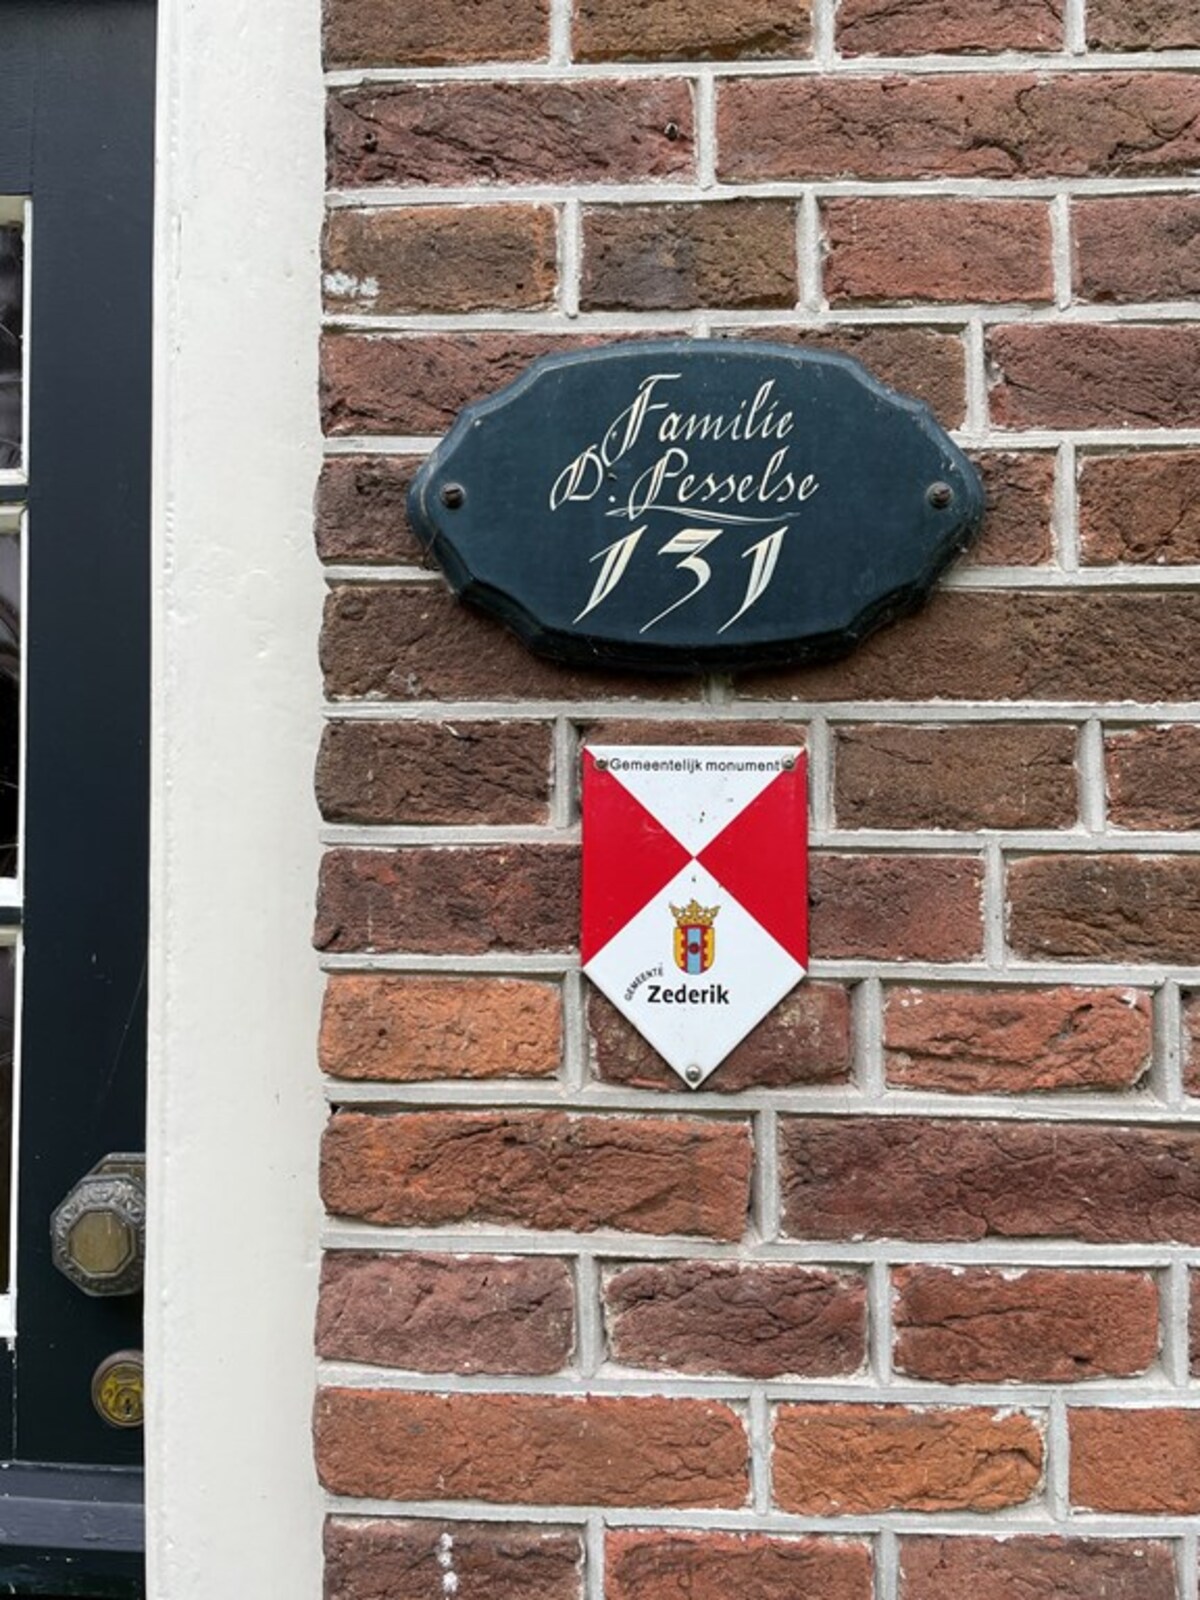 Familie
D. Pesselse
131
Gemeentelijk monument
GEMEENTE
Zederik